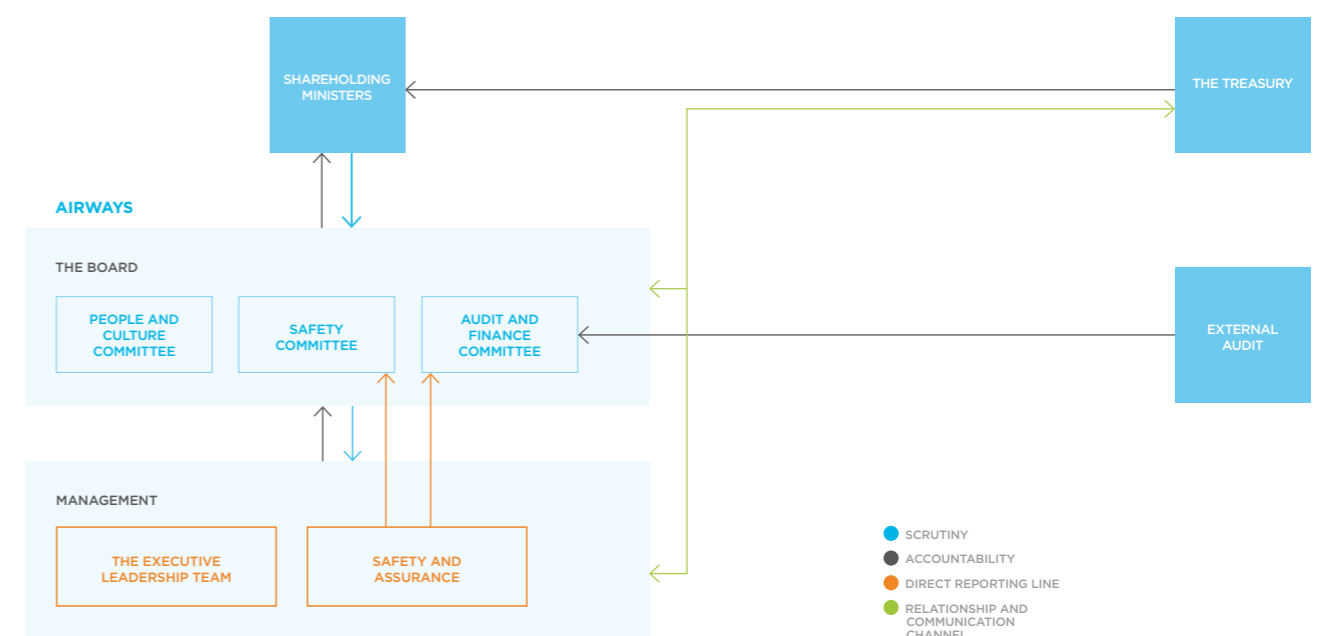 SHAREHOLDING
MINISTERS
THE TREASURY
AIRWAYS
THE BOARD
PEOPLE AND
CULTURE
COMMITTEE
SAFETY
COMMITTEE
AUDIT AND
FINANCE
COMMITTEE
EXTERNAL
AUDIT
MANAGEMENT
THE EXECUTIVE
LEADERSHIP TEAM
SAFETY AND
ASSURANCE
SCRUTINY
ACCOUNTABILITY
DIRECT REPORTING LINE
RELATIONSHIP AND
COMMUNICATION
CHANNEL